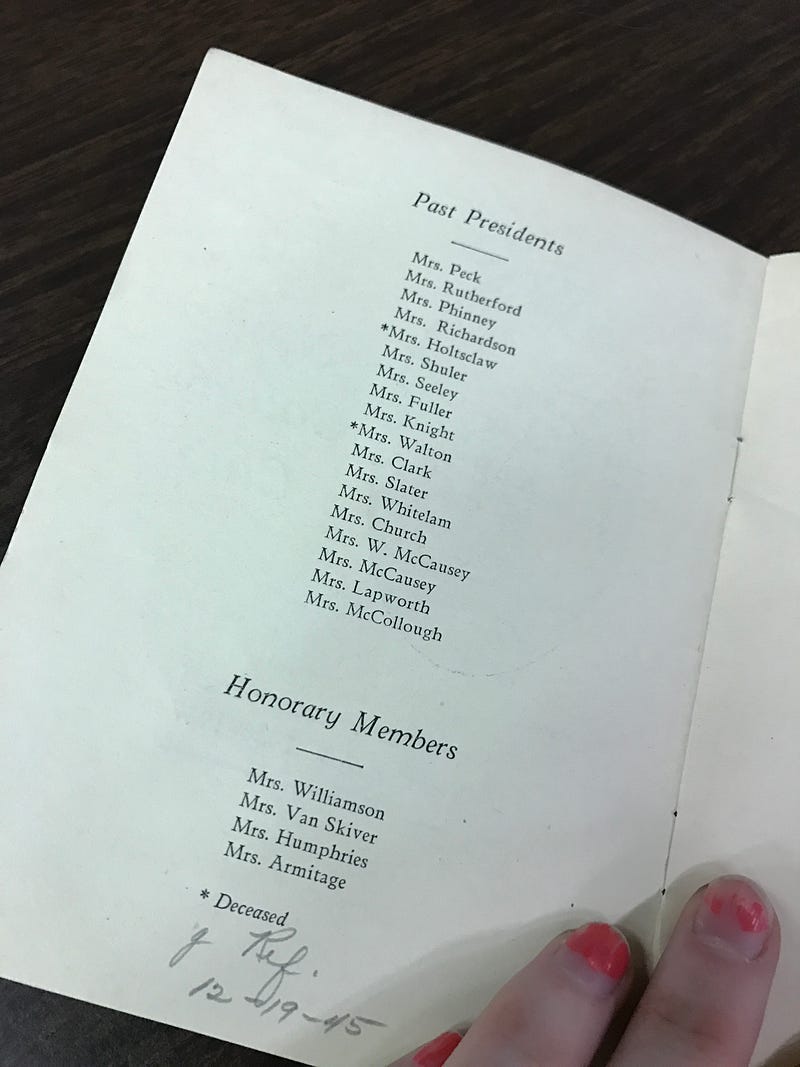 Past Presidents
Mrs. Peck
Mrs. Rutherford
Mrs. Phinney
Mrs. Richardson
*Mrs. Holtsclaw
Mrs. Shuler
Mrs. Seeley
Mrs. Fuller
Mrs. Knight
*Mrs. Walton
Mrs. Clark
Mrs. Slater
Mrs. Whitelam
Mrs. Church
Mrs. W. McCausey
Mrs. McCausey
Mrs. Lapworth
Mrs. McCollough
Honorary Members
Mrs. Williamson
Mrs. Van Skiver
Mrs. Humphries
Mrs. Armitage
* Deceased
g Ref.
12-19-45